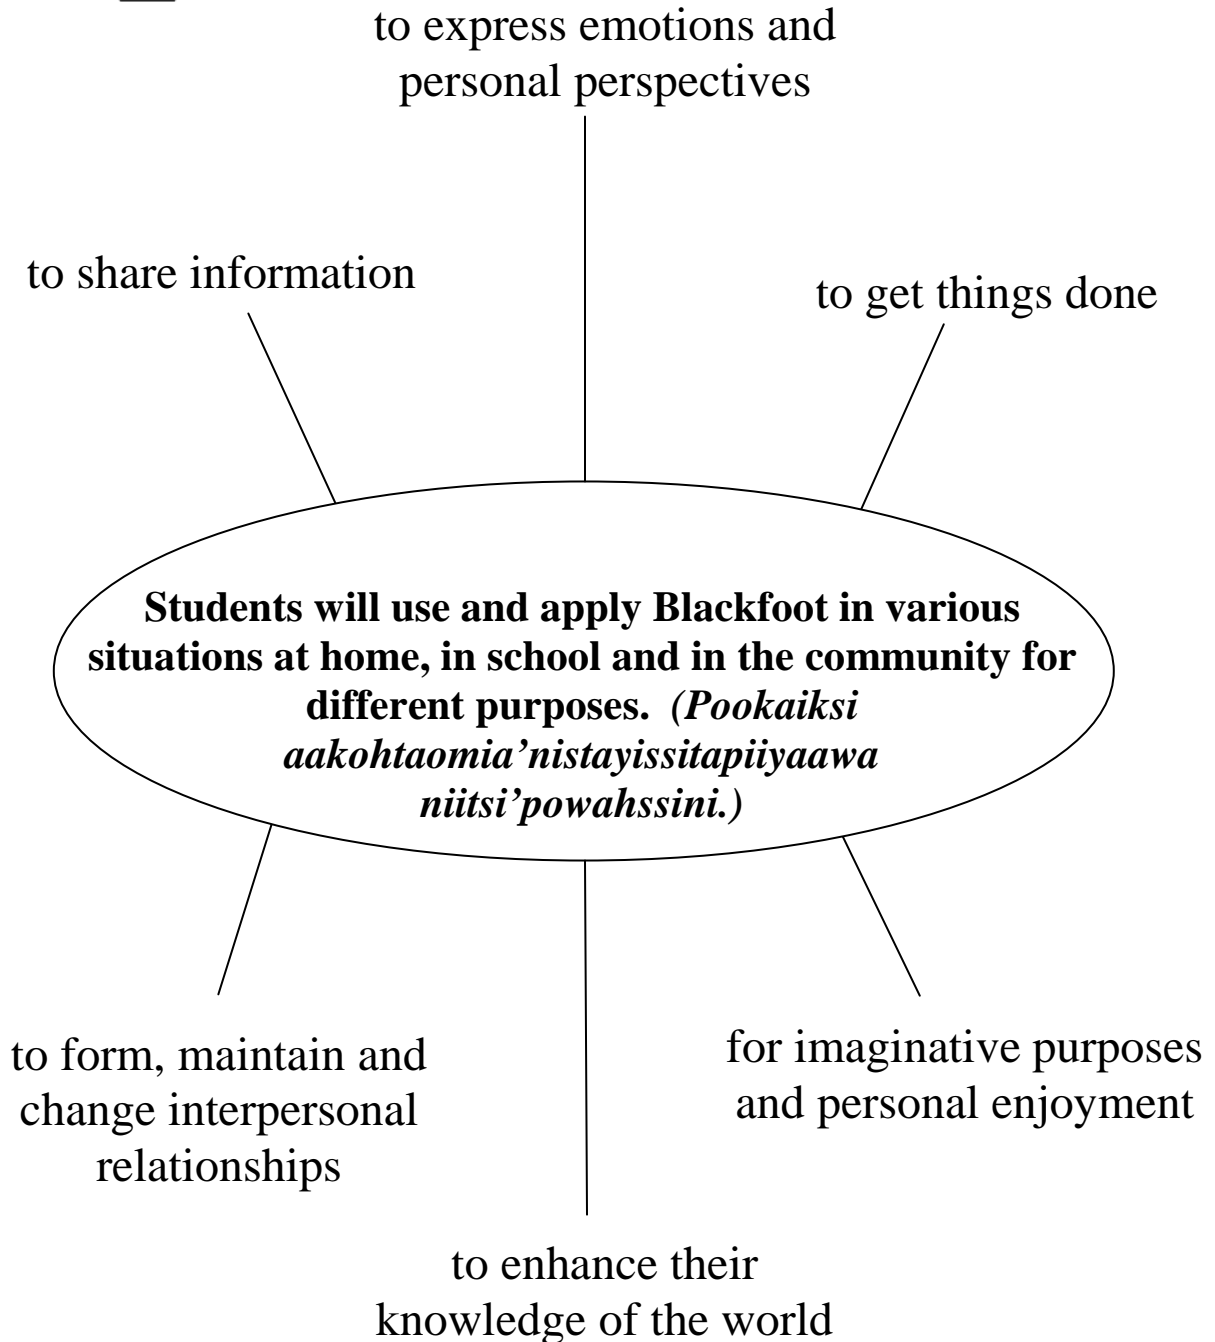 to express emotions and
personal perspectives
to share information
to get things done
Students will use and apply Blackfoot in various
situations at home, in school and in the community for
different purposes. (Pookaiksi
aakohtaomia’nistayissitapiiyaawa
niitsi’powahssini.)
to form, maintain and
change interpersonal
relationships
for imaginative purposes
and personal enjoyment
to enhance their
knowledge of the world